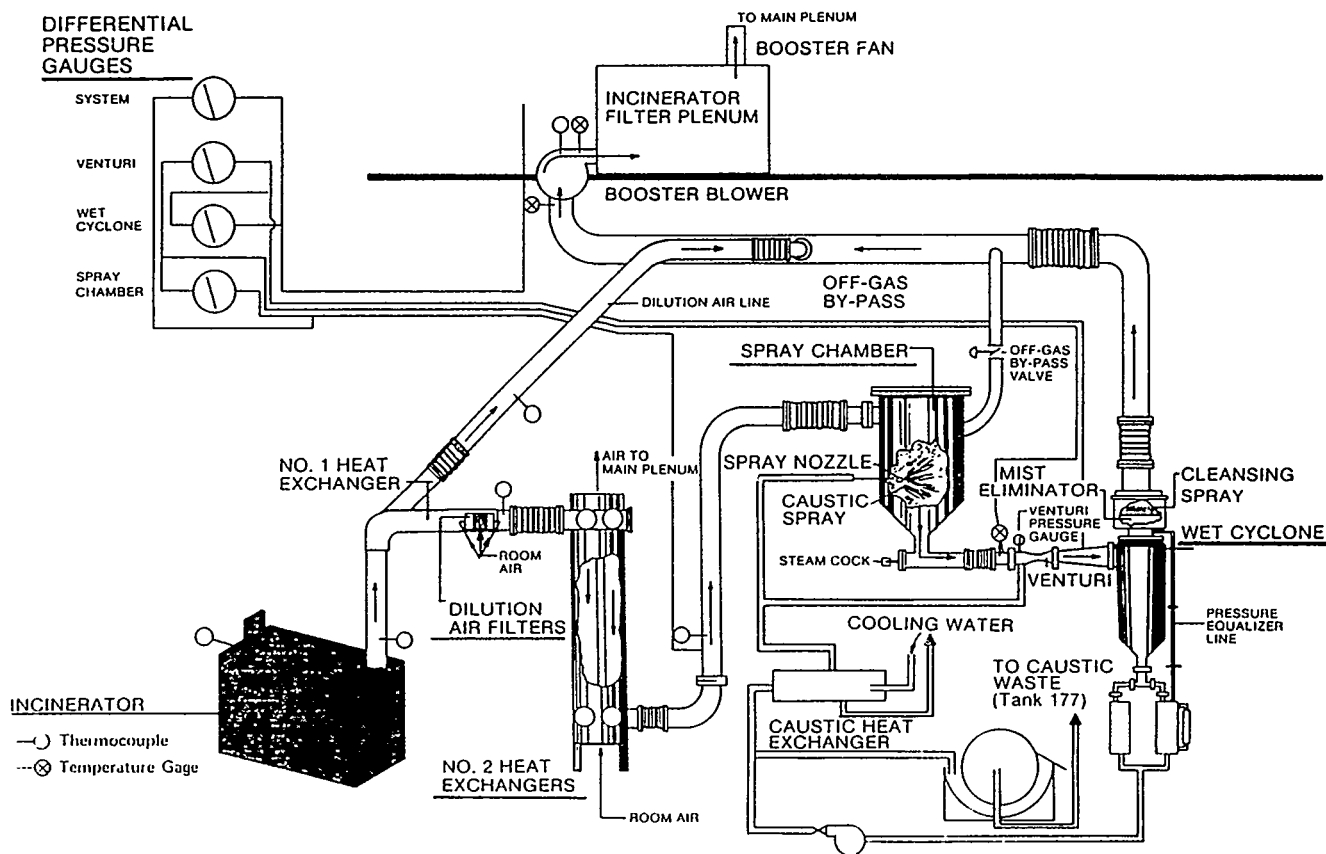 DIFFERENTIAL
PRESSURE
GAUGES
SYSTEM
VENTURI
WET
CYCLONE
SPRAY
CHAMBER
TO MAIN PLENUM
BOOSTER FAN
INCINERATOR
FILTER PLENUM
BOOSTER BLOWER
OFF-GAS
BY-PASS
DILUTION AIR LINE
SPRAY CHAMBER
OFF-GAS
BY-PASS
VALVE
NO. 1 HEAT
EXCHANGER
AIR TO
MAIN PLENUM
SPRAY NOZZLE
CAUSTIC
SPRAY
MIST
ELIMINATOR
CLEANSING
SPRAY
VENTURI
PRESSURE
GAUGE
WET CYCLONE
ROOM
AIR
STEAM COCK
VENTURI
DILUTION
AIR FILTERS
COOLING WATER
PRESSURE
EQUALIZER
LINE
TO CAUSTIC
WASTE
(Tank 177)
INCINERATOR
Thermocouple
Temperature Gage
CAUSTIC HEAT
EXCHANGER
NO. 2 HEAT
EXCHANGERS
ROOM AIR